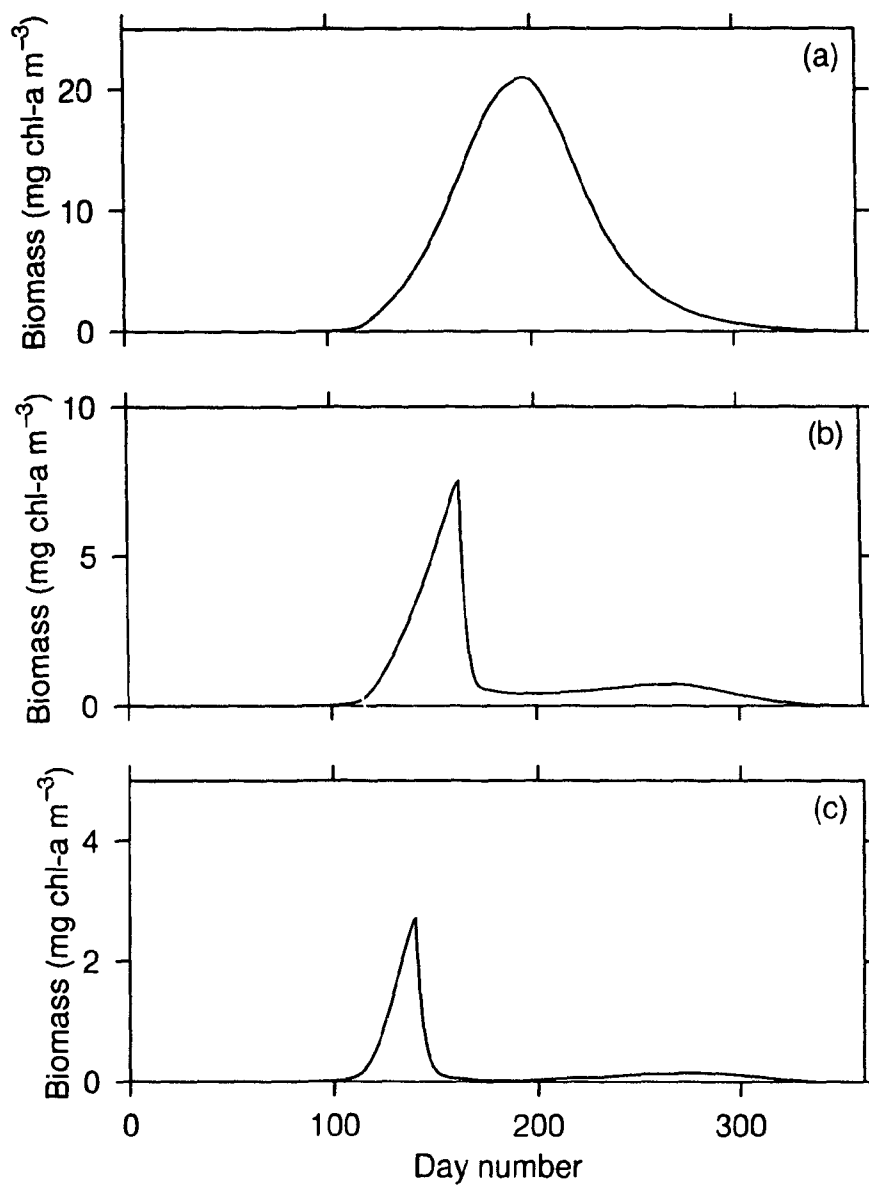 (a)
Biomass (mg chl-a m⁻³)
20
10
0
(b)
Biomass (mg chl-a m⁻³)
10
5
0
(c)
Biomass (mg chl-a m⁻³)
4
2
0
0 100 200 300
Day number